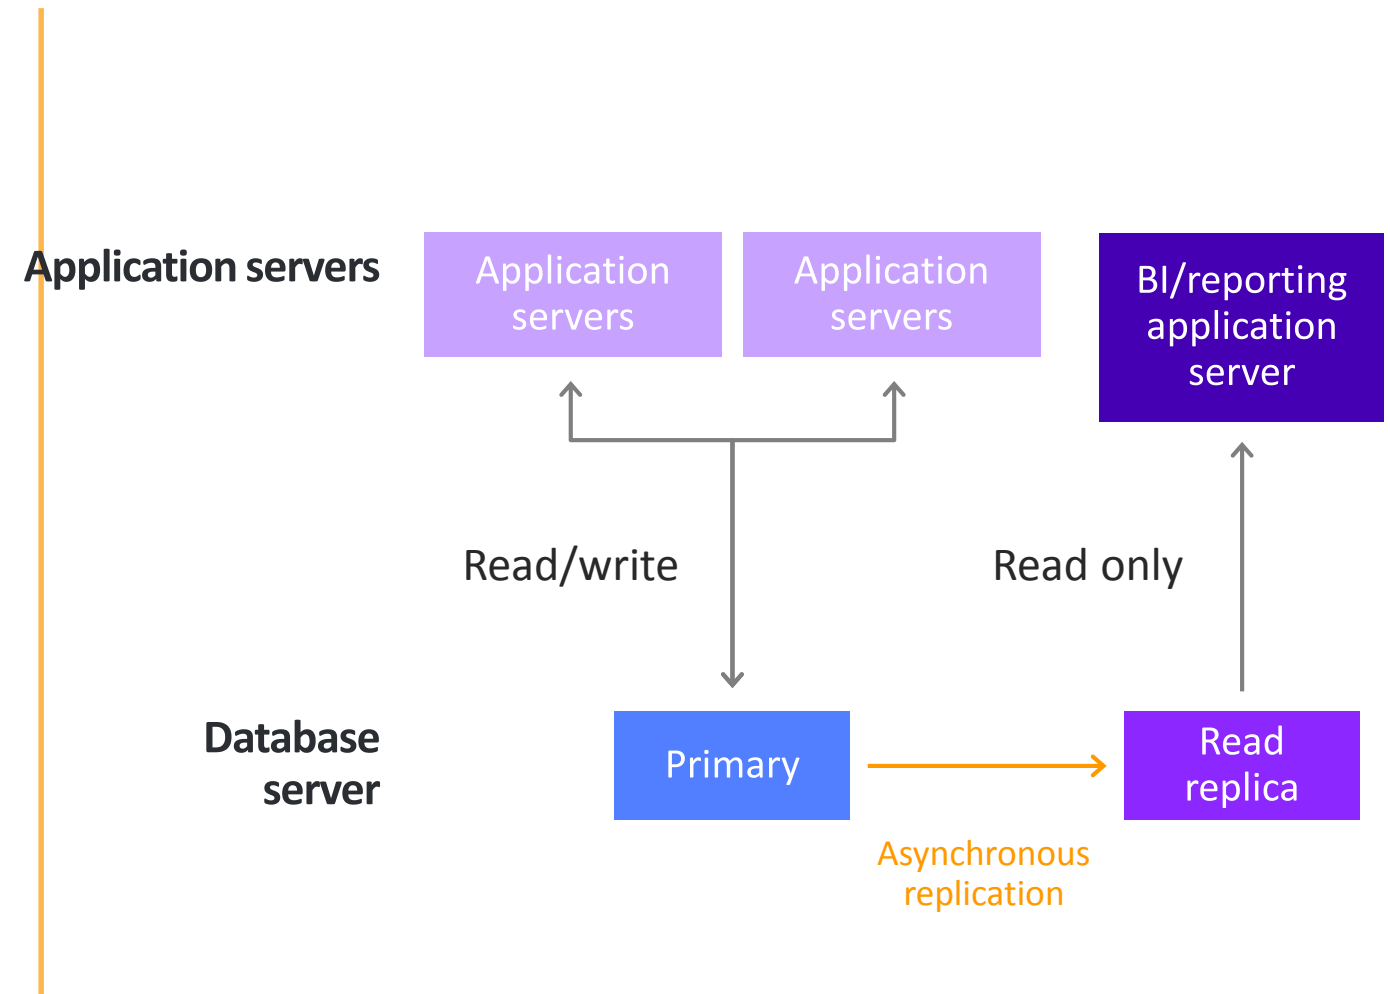 Application servers
Application
servers
Application
servers
BI/reporting
application
server
Read/write
Read only
Database
server
Primary
Read
replica
Asynchronous
replication